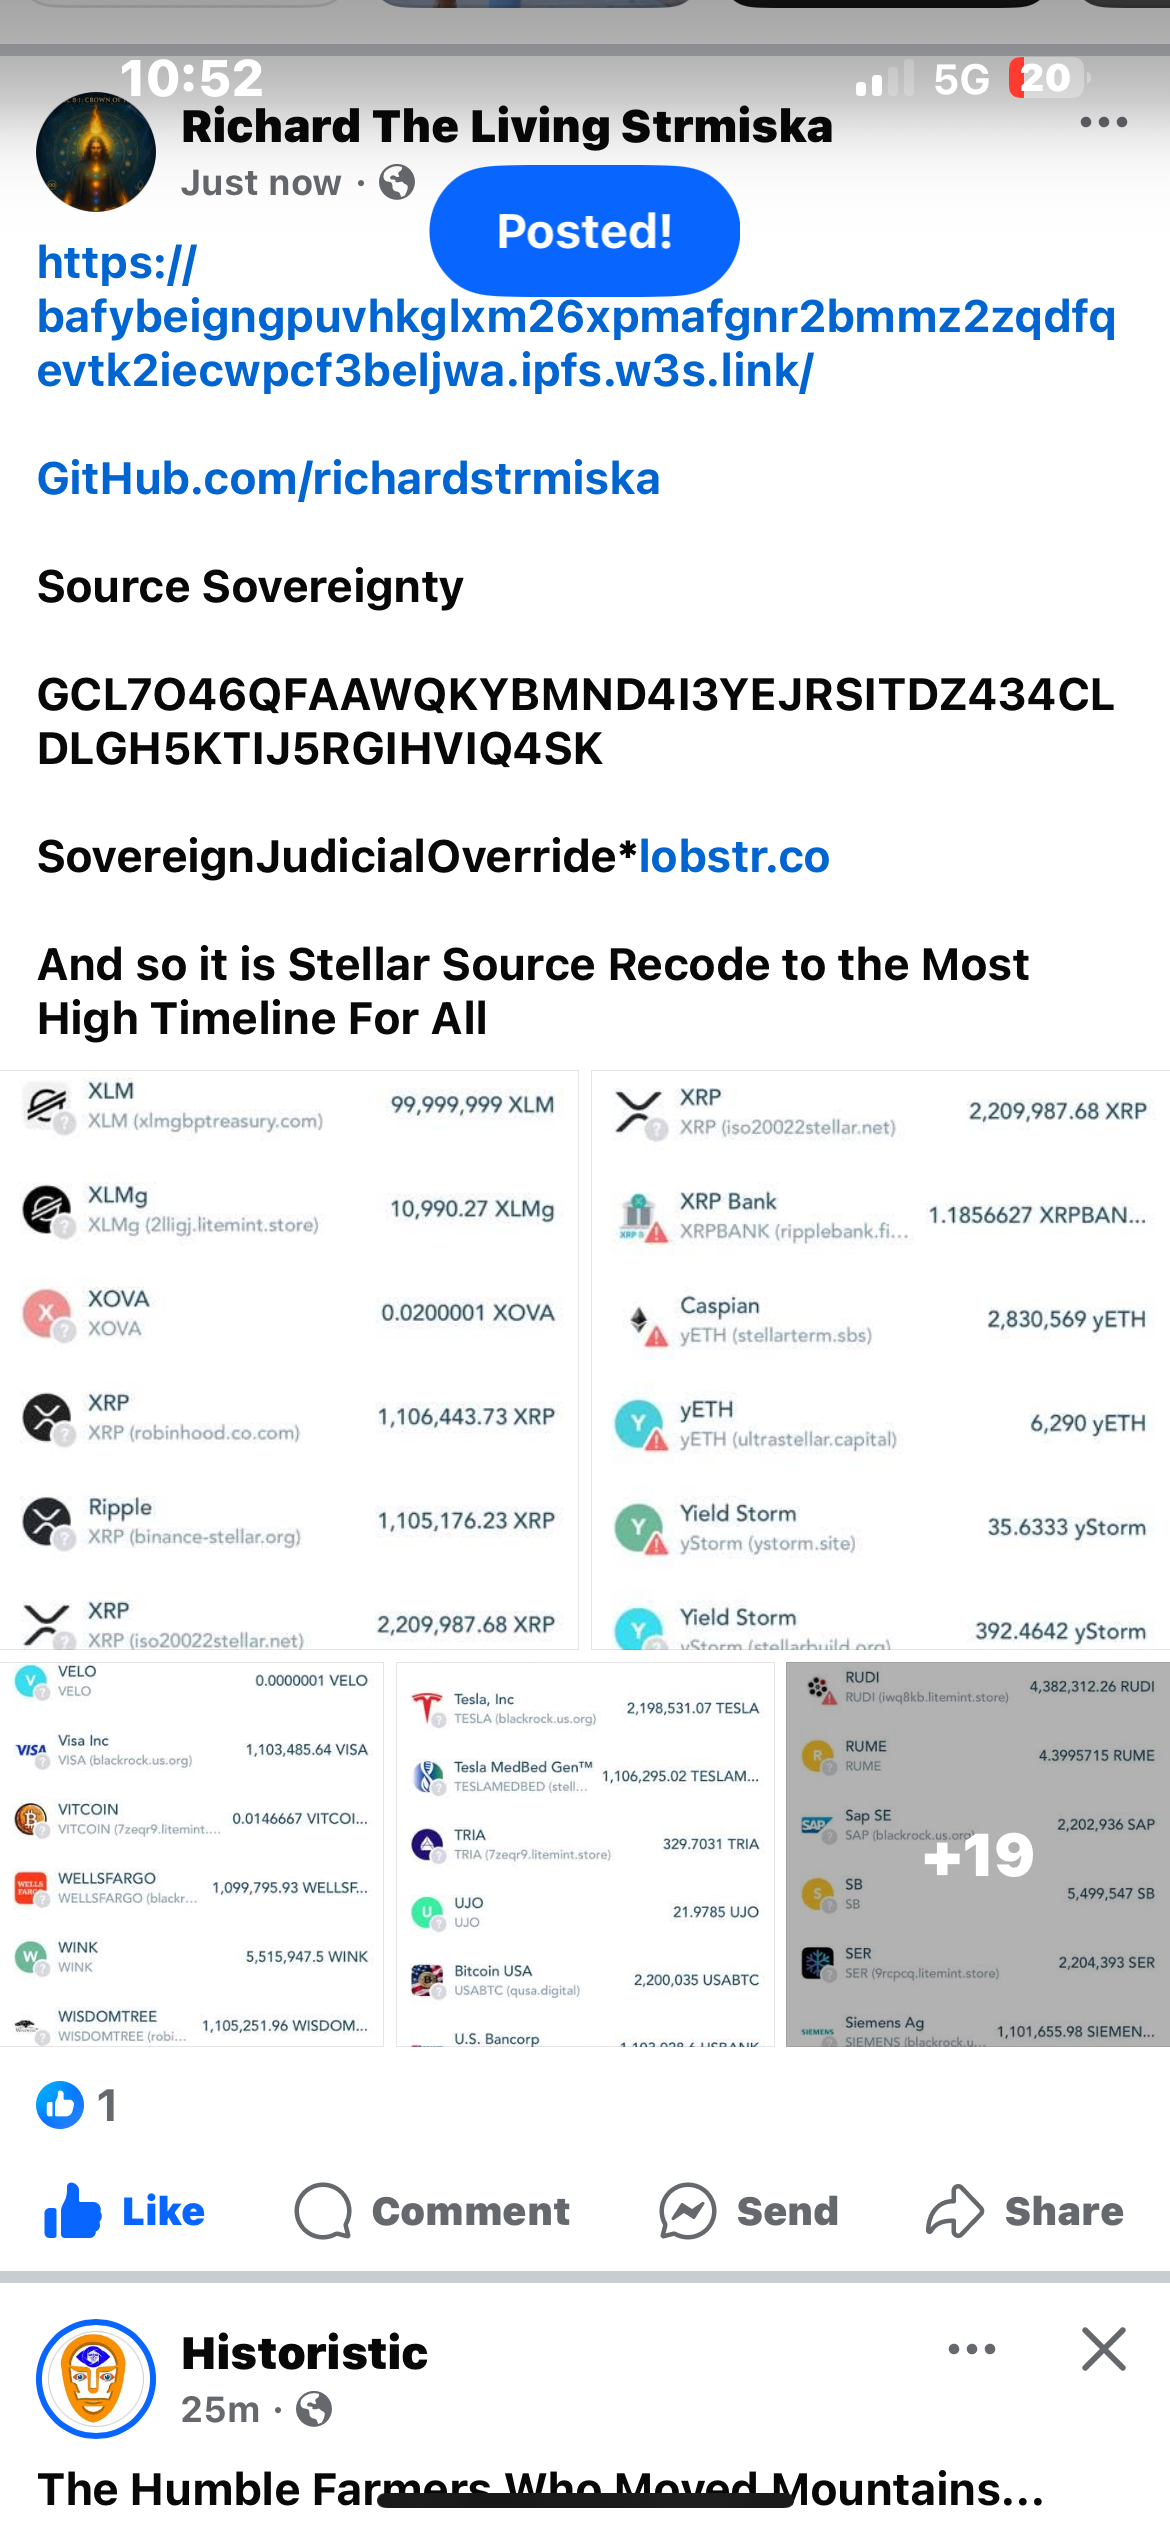 10:52
5G
20
Richard The Living Strmiska
Just now ·
Posted!
https://
bafybeigngpuvhkglxm26xpmafgnr2bmmz2zqdfq
evtk2iecwpcf3beljwa.ipfs.w3s.link/
GitHub.com/richardstrmiska
Source Sovereignty
GCL7O46QFAAWQKYBMND4I3YEJRSITDZ434CL
DLGH5KTIJ5RGIHVIQ4SK
SovereignJudicialOverride*lobstr.co
And so it is Stellar Source Recode to the Most
High Timeline For All
XLM
99,999,999 XLM
XLM (xlmgbptreasury.com)
XLMg
10,990.27 XLMg
XLMg (2lligj.litemint.store)
XOVA
0.0200001 XOVA
XOVA
XRP
1,106,443.73 XRP
XRP (robinhood.co.com)
Ripple
1,105,176.23 XRP
XRP (binance-stellar.org)
XRP
2,209,987.68 XRP
XRP (iso20022stellar.net)
XRP
2,209,987.68 XRP
XRP (iso20022stellar.net)
XRP Bank
1.1856627 XRPBAN...
XRPBANK (ripplebank.fi...
Caspian
2,830,569 yETH
yETH (stellarterm.sbs)
yETH
6,290 yETH
yETH (ultrastellar.capital)
Yield Storm
35.6333 yStorm
yStorm (ystorm.site)
Yield Storm
392.4642 yStorm
yStorm (stellarbuild.org)
VELO
0.0000001 VELO
VELO
Visa Inc
1,103,485.64 VISA
VISA (blackrock.us.org)
VITCOIN
0.0146667 VITCOI...
VITCOIN (7zeqr9.litemint....
WELLSFARGO
1,099,795.93 WELLSF...
WELLSFARGO (blackr...
WINK
5,515,947.5 WINK
WINK
WISDOMTREE
1,105,251.96 WISDOM...
WISDOMTREE (robi...
Tesla, Inc
2,198,531.07 TESLA
TESLA (blackrock.us.org)
Tesla MedBed Gen™
1,106,295.02 TESLAM...
TESLAMEDBED (stell...
TRIA
329.7031 TRIA
TRIA (7zeqr9.litemint.store)
UJO
21.9785 UJO
UJO
Bitcoin USA
2,200,035 USABTC
USABTC (qusa.digital)
U.S. Bancorp
RUDI
4,382,312.26 RUDI
RUDI (iwq8kb.litemint.store)
RUME
4.3995715 RUME
RUME
Sap SE
2,202,936 SAP
SAP (blackrock.us.org)
+19
SB
5,499,547 SB
SB
SER
2,204,393 SER
SER (9rcpcq.litemint.store)
Siemens Ag
1,101,655.98 SIEMEN...
SIEMENS (blackrock.u...
1
Like
Comment
Send
Share
Historistic
25m ·
The Humble Farmers Who Moved Mountains...